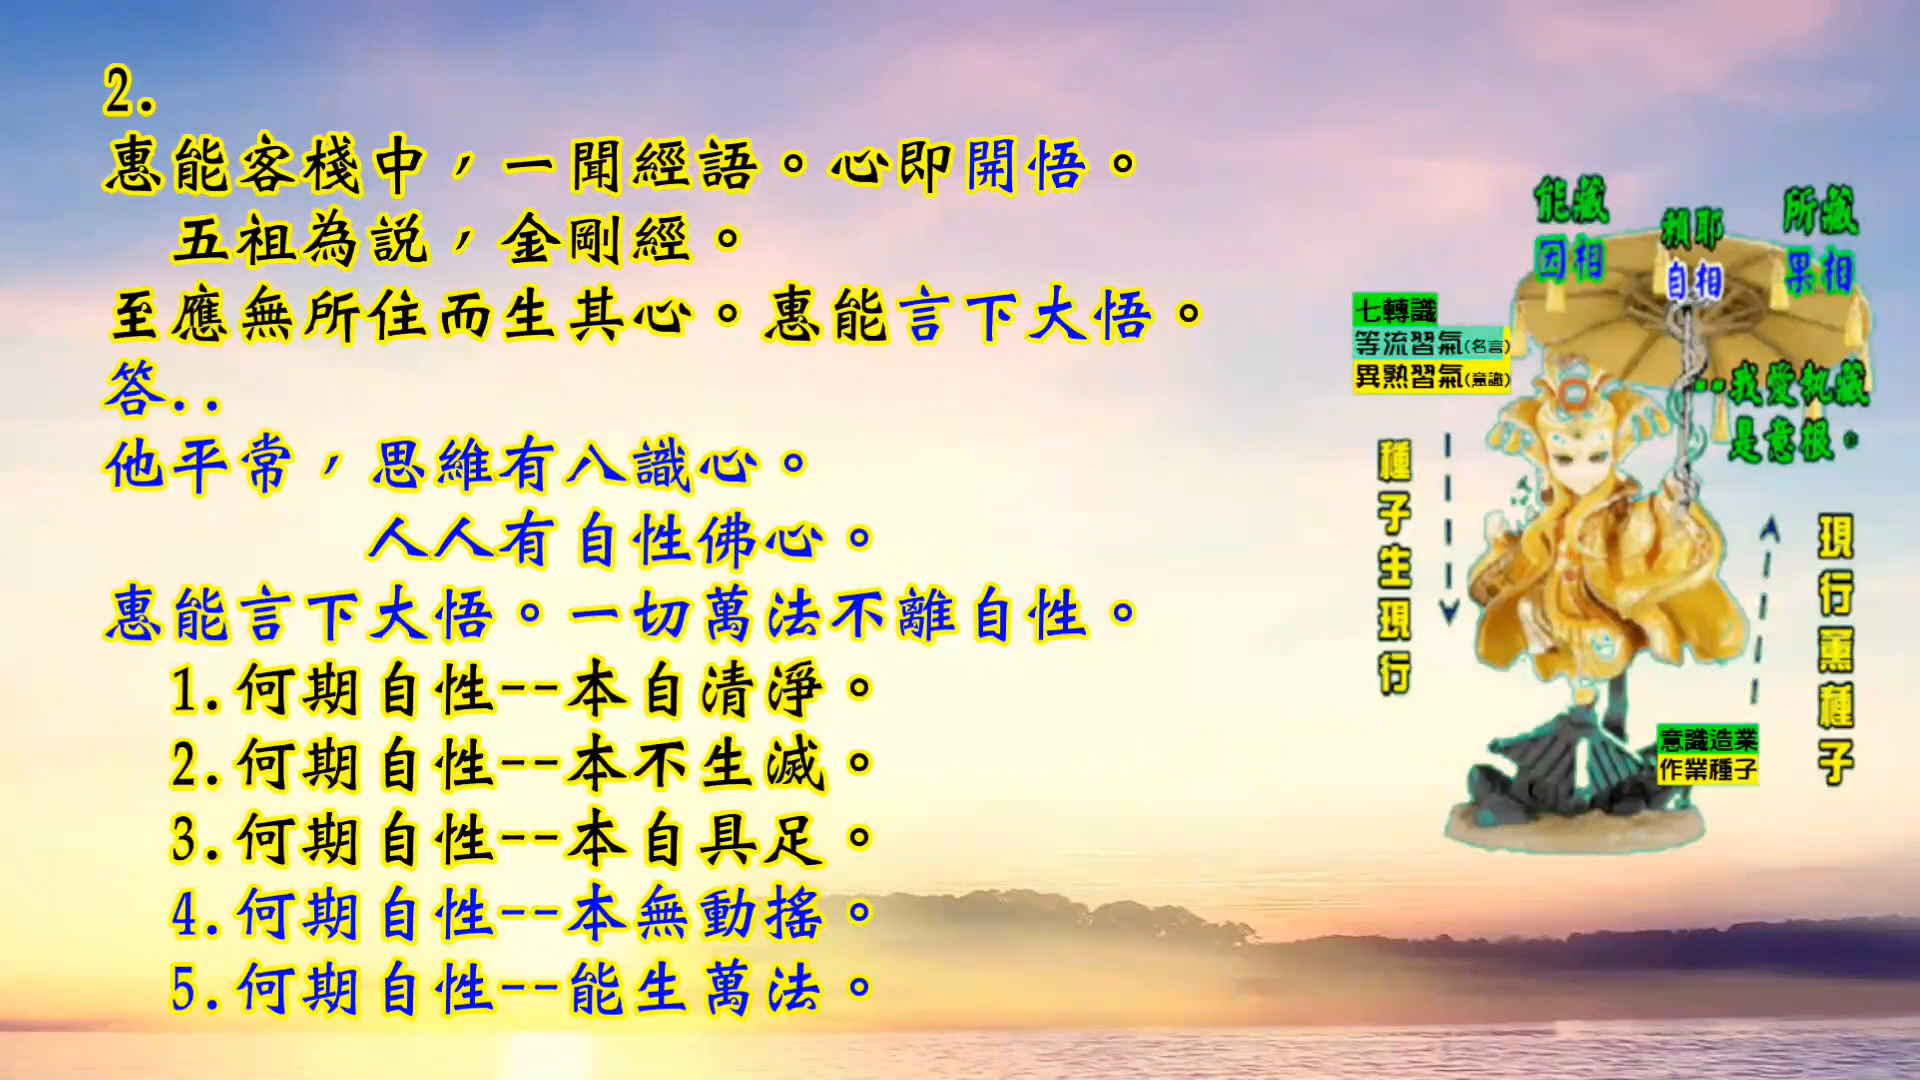 2.
惠能客棧中，一聞經語。心即開悟。
五祖為説，金剛經。
至應無所住而生其心。惠能言下大悟。
答..
他平常，思維有八識心。
人人有自性佛心。
惠能言下大悟。一切萬法不離自性。
1.何期自性--本自清淨。
2.何期自性--本不生滅。
3.何期自性--本自具足。
4.何期自性--本無動搖。
5.何期自性--能生萬法。
能藏
因相
賴耶
自相
所藏
果相
七轉識
等流習氣(名言)
異熟習氣(意識)
--我愛執藏
是意根。
種子生現行
現行薰種子
意識造業
作業種子